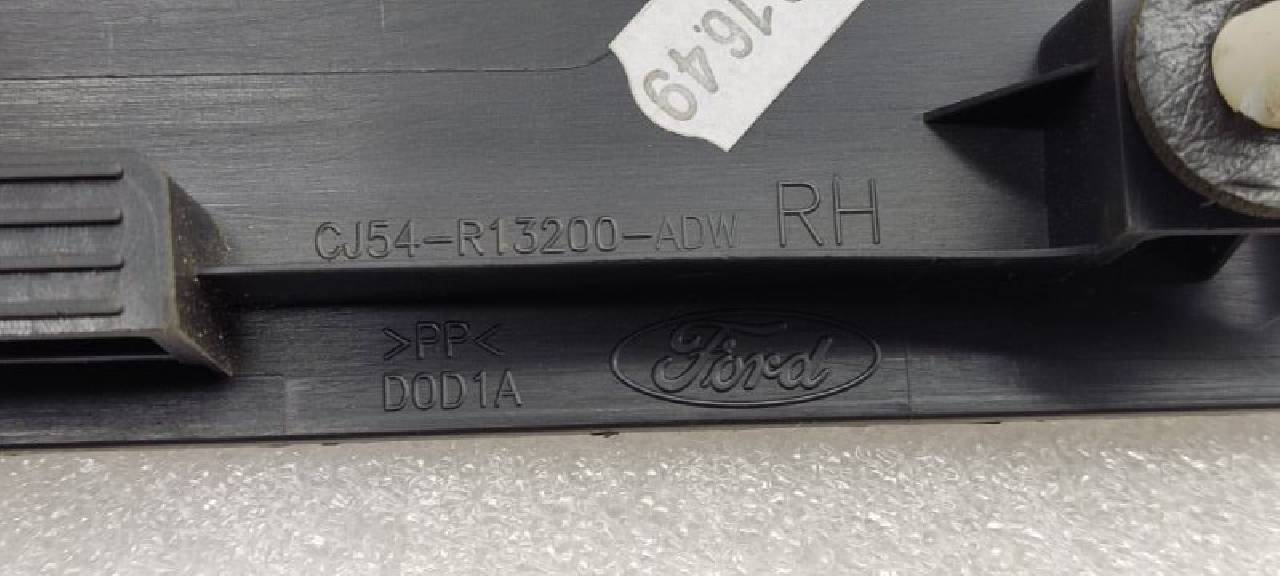 16.49
CJ54-R13200-ADW RH
>PP<
D0D1A
Ford